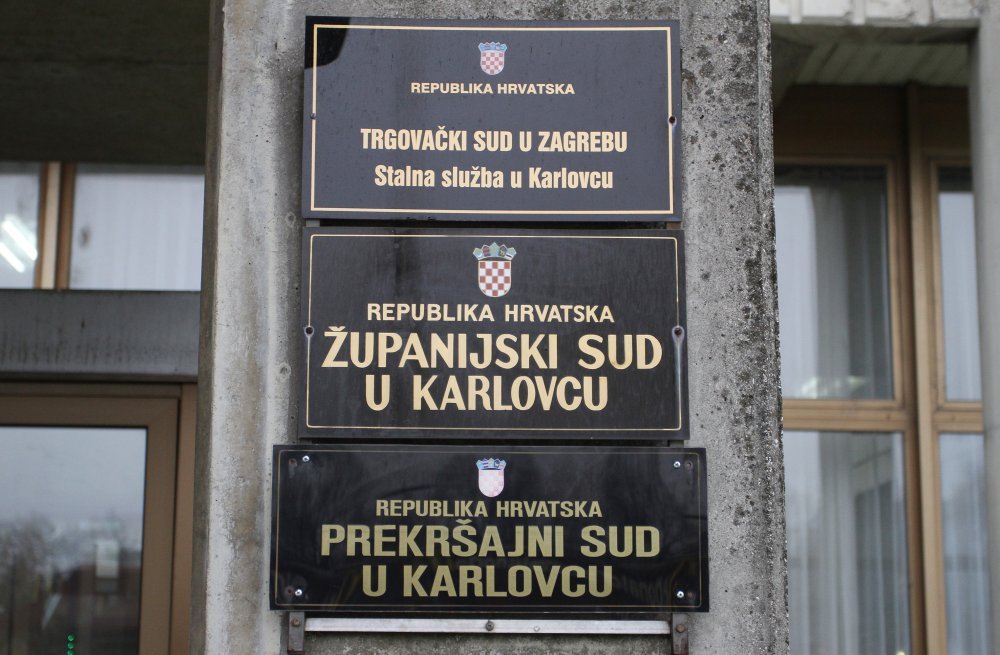 REPUBLIKA HRVATSKA
TRGOVAČKI SUD U ZAGREBU
Stalna služba u Karlovcu
REPUBLIKA HRVATSKA
ŽUPANIJSKI SUD
U KARLOVCU
REPUBLIKA HRVATSKA
PREKRŠAJNI SUD
U KARLOVCU